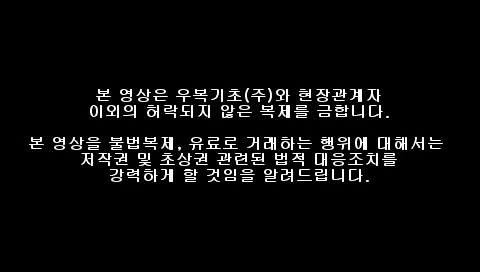 본 영상은 우복기초(주)와 현장관계자
이외의 허락되지 않은 복제를 금합니다.
본 영상을 불법복제, 유료로 거래하는 행위에 대해서는
저작권 및 초상권 관련된 법적 대응조치를
강력하게 할 것임을 알려드립니다.